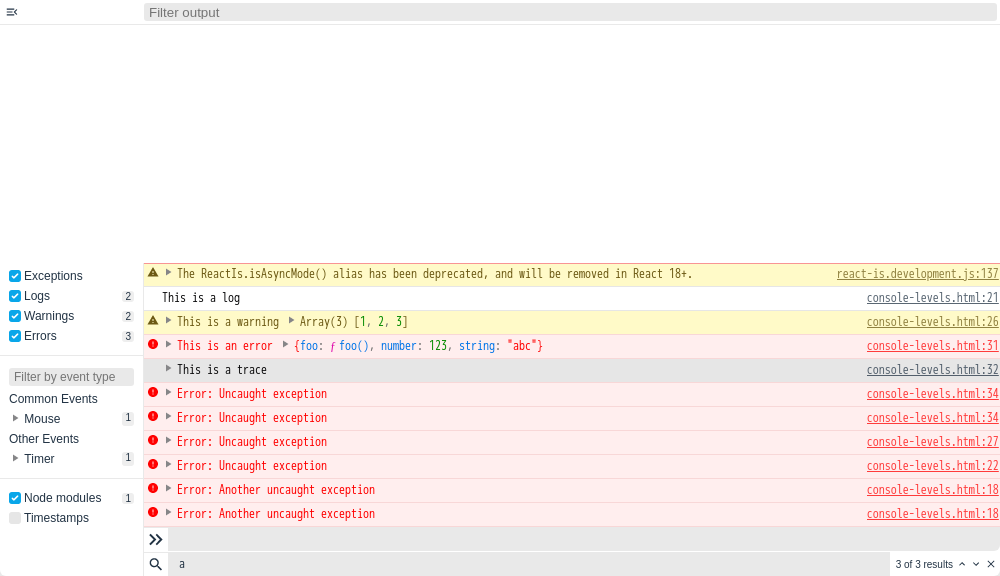 Filter output
Exceptions
Logs 2
Warnings 2
Errors 3
Filter by event type
Common Events
Mouse 1
Other Events
Timer 1
Node modules 1
Timestamps
The ReactIs.isAsyncMode() alias has been deprecated, and will be removed in React 18+. react-is.development.js:137
This is a log console-levels.html:21
This is a warning Array(3) [1, 2, 3] console-levels.html:26
This is an error {foo: ƒ foo(), number: 123, string: "abc"} console-levels.html:31
This is a trace console-levels.html:32
Error: Uncaught exception console-levels.html:34
Error: Uncaught exception console-levels.html:34
Error: Uncaught exception console-levels.html:27
Error: Uncaught exception console-levels.html:22
Error: Another uncaught exception console-levels.html:18
Error: Another uncaught exception console-levels.html:18
a 3 of 3 results